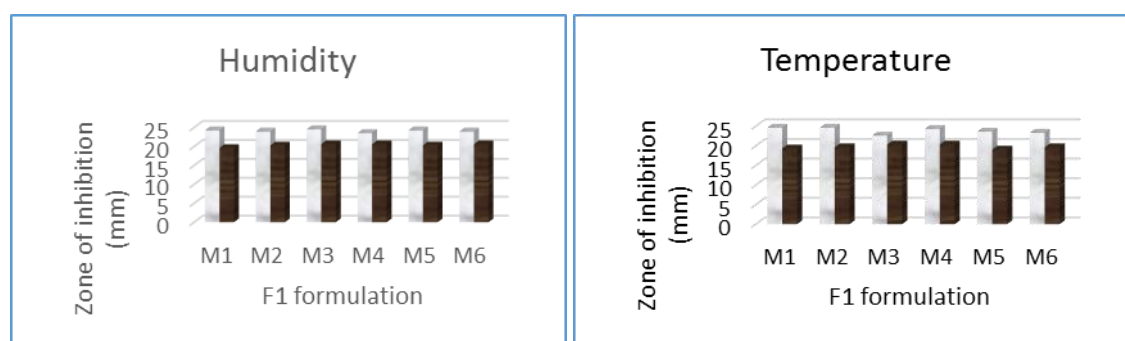 Humidity
Zone of inhibition
(mm)
25
20
15
10
5
0
M1 M2 M3 M4 M5 M6
F1 formulation
Temperature
Zone of inhibition
(mm)
25
20
15
10
5
0
M1 M2 M3 M4 M5 M6
F1 formulation